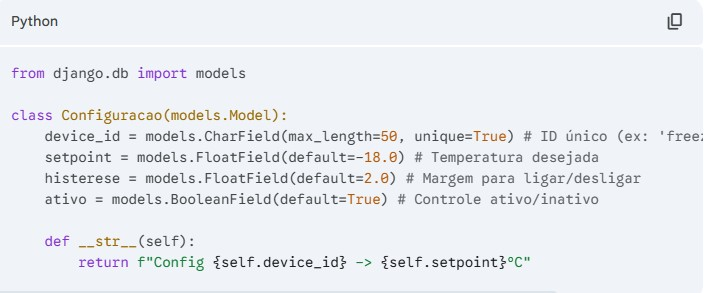 Python
from django.db import models
class Configuracao(models.Model):
device_id = models.CharField(max_length=50, unique=True) # ID único (ex: 'freez
setpoint = models.FloatField(default=-18.0) # Temperatura desejada
histerese = models.FloatField(default=2.0) # Margem para ligar/desligar
ativo = models.BooleanField(default=True) # Controle ativo/inativo
def __str__(self):
return f"Config {self.device_id} -> {self.setpoint}°C"